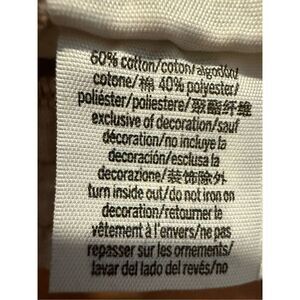 60% cotton/coton/algodón/
cotone/棉 40% polyester/
poliéster/poliestere/聚酯纤维
exclusive of decoration/sauf
décoration/no incluye la
decoración/esclusa la
decorazione/装饰除外
turn inside out/do not iron on
decoration/retourner le
vêtement à l'envers/ne pas
repasser sur les ornements/
lavar del lado del revés/no